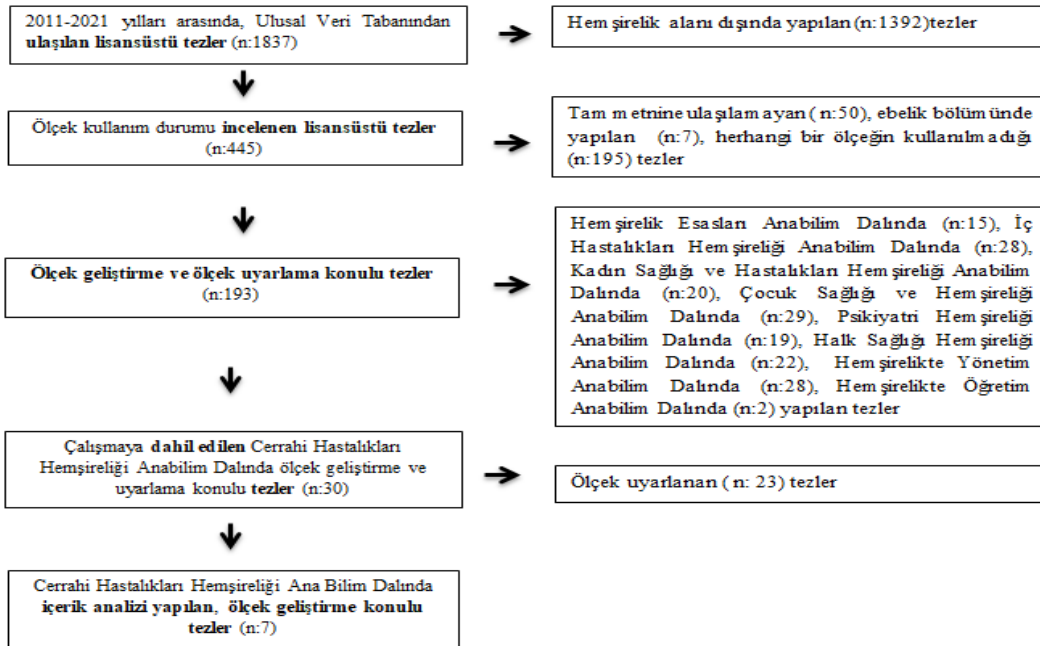 2011-2021 yılları arasında, Ulusal Veri Tabanından
ulaşılan lisansüstü tezler (n:1837)
Hemşirelik alanı dışında yapılan (n:1392)tezler
Ölçek kullanım durumu incelenen lisansüstü tezler
(n:445)
Tam metnine ulaşılamayan ( n:50), ebelik bölümünde
yapılan (n:7), herhangi bir ölçeğin kullanılmadığı
(n:195) tezler
Ölçek geliştirme ve ölçek uyarlama konulu tezler
(n:193)
Hemşirelik Esasları Anabilim Dalında (n:15), İç
Hastalıkları Hemşireliği Anabilim Dalında (n:28),
Kadın Sağlığı ve Hastalıkları Hemşireliği Anabilim
Dalında (n:20), Çocuk Sağlığı ve Hemşireliği
Anabilim Dalında (n:29), Psikiyatri Hemşireliği
Anabilim Dalında (n:19), Halk Sağlığı Hemşireliği
Anabilim Dalında (n:22), Hemşirelikte Yönetim
Anabilim Dalında (n:28), Hemşirelikte Öğretim
Anabilim Dalında (n:2) yapılan tezler
Çalışmaya dahil edilen Cerrahi Hastalıkları
Hemşireliği Anabilim Dalında ölçek geliştirme ve
uyarlama konulu tezler (n:30)
Ölçek uyarlanan ( n: 23) tezler
Cerrahi Hastalıkları Hemşireliği Ana Bilim Dalında
içerik analizi yapılan, ölçek geliştirme konulu
tezler (n:7)